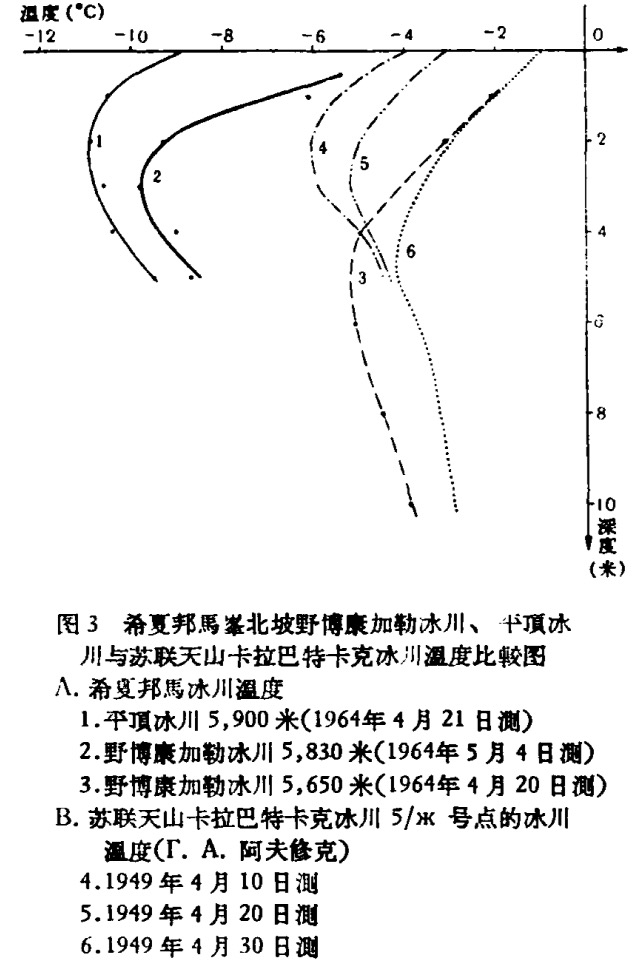 溫度(°C)
-12 -10 -8 -6 -4 -2 0
1
2
4
5
2
4
6
3
6
8
10
深度
(米)
图3 希夏邦馬峯北坡野博康加勒冰川、平頂冰
川与苏联天山卡拉巴特卡克冰川溫度比較图
A. 希夏邦馬冰川溫度
1.平頂冰川 5,900 米(1964年 4 月 21 日測)
2.野博康加勒冰川 5,830 米(1964年 5 月 4 日測)
3.野博康加勒冰川 5,650 米(1964年 4 月 20 日測)
B. 苏联天山卡拉巴特卡克冰川 5/ж 号点的冰川
溫度(Г. А. 阿夫修克)
4.1949 年 4 月 10 日測
5.1949 年 4 月 20 日測
6.1949 年 4 月 30 日測